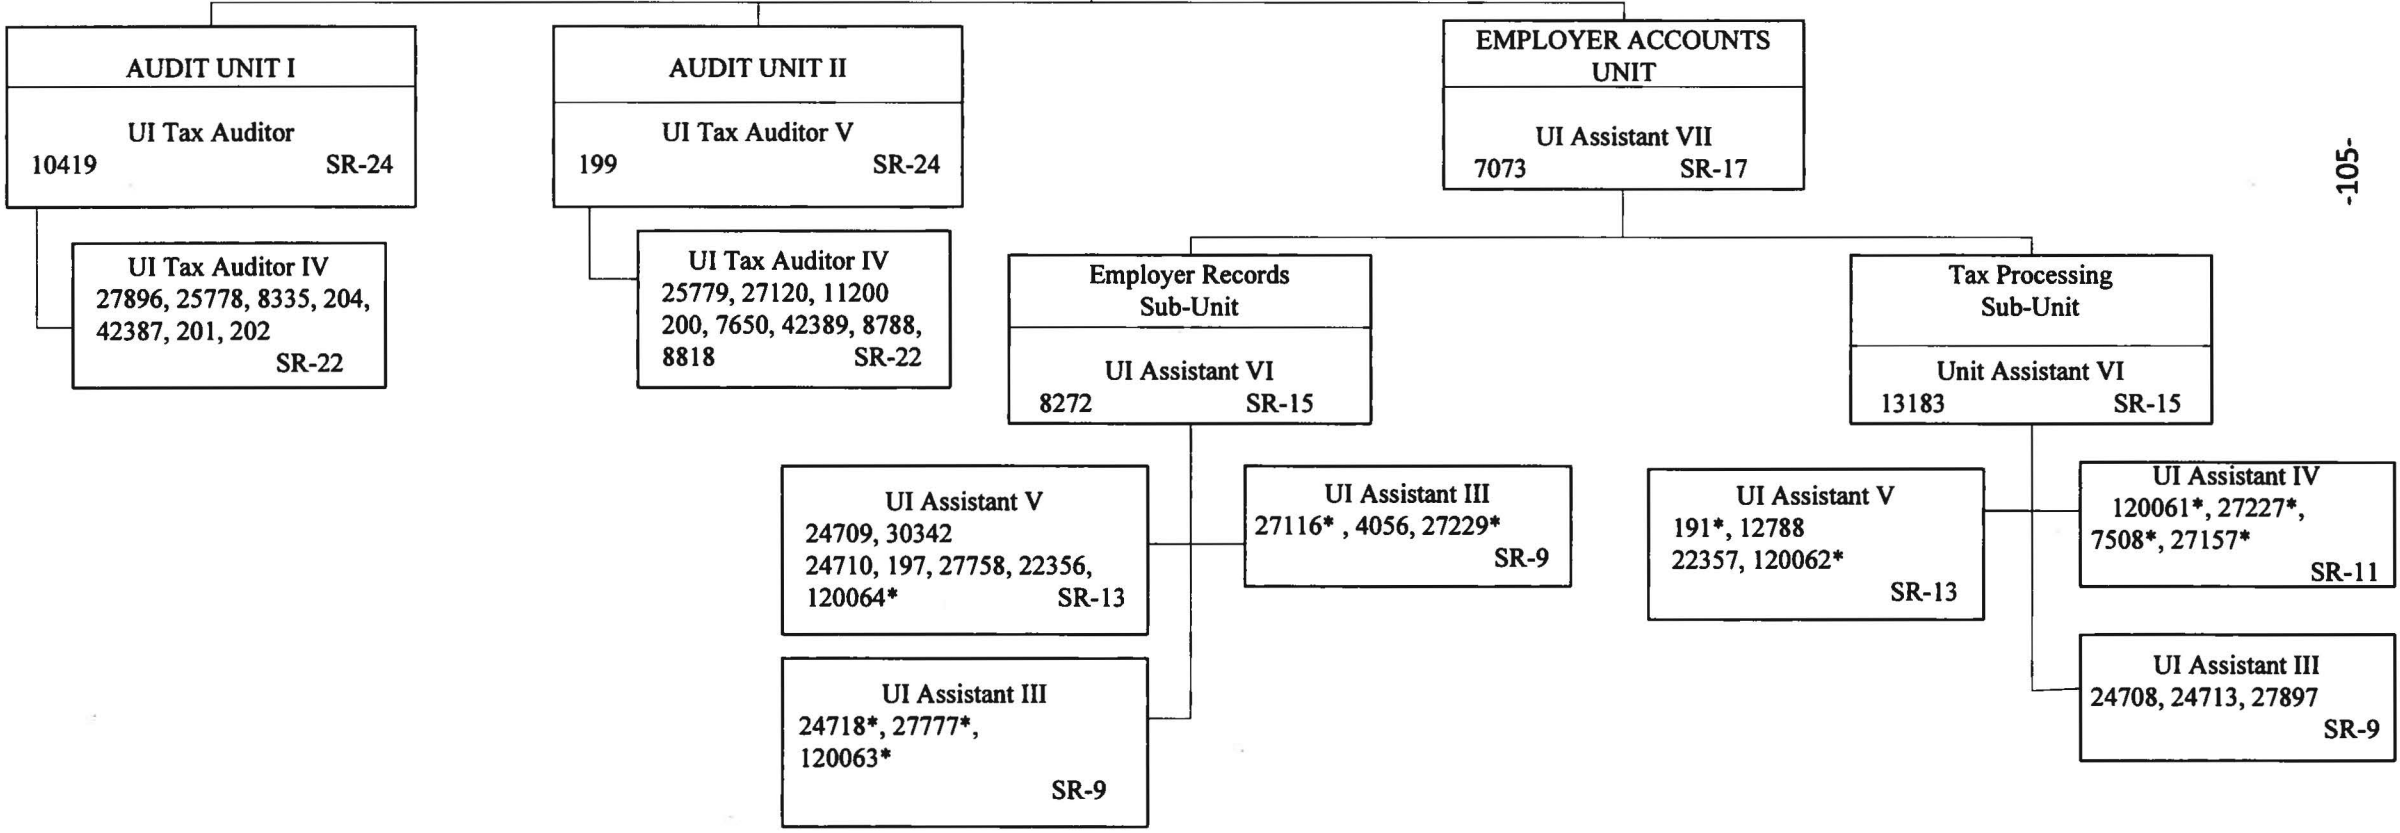 AUDIT UNIT I
UI Tax Auditor
10419 SR-24
UI Tax Auditor IV
27896, 25778, 8335, 204,
42387, 201, 202
SR-22
AUDIT UNIT II
UI Tax Auditor V
199 SR-24
UI Tax Auditor IV
25779, 27120, 11200
200, 7650, 42389, 8788,
8818 SR-22
EMPLOYER ACCOUNTS
UNIT
UI Assistant VII
7073 SR-17
Employer Records
Sub-Unit
UI Assistant VI
8272 SR-15
UI Assistant V
24709, 30342
24710, 197, 27758, 22356,
120064* SR-13
UI Assistant III
27116* , 4056, 27229*
SR-9
UI Assistant III
24718*, 27777*,
120063*
SR-9
Tax Processing
Sub-Unit
Unit Assistant VI
13183 SR-15
UI Assistant V
191*, 12788
22357, 120062*
SR-13
UI Assistant IV
120061*, 27227*,
7508*, 27157*
SR-11
UI Assistant III
24708, 24713, 27897
SR-9
-105-